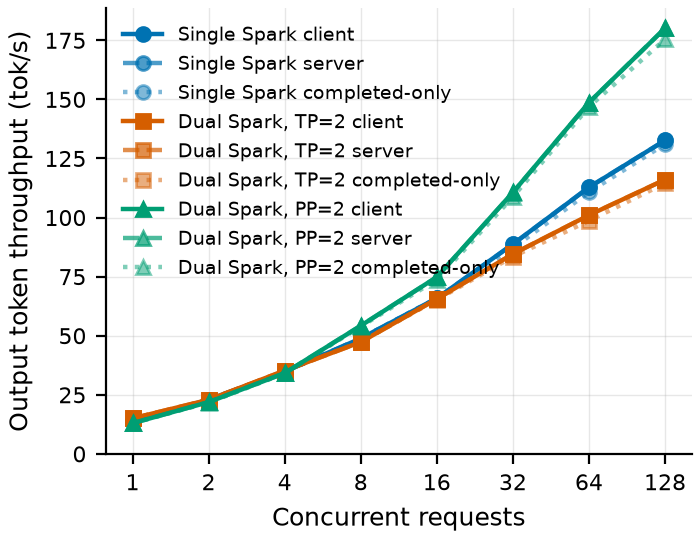 Output token throughput (tok/s)
175
150
125
100
75
50
25
0
Single Spark client
Single Spark server
Single Spark completed-only
Dual Spark, TP=2 client
Dual Spark, TP=2 server
Dual Spark, TP=2 completed-only
Dual Spark, PP=2 client
Dual Spark, PP=2 server
Dual Spark, PP=2 completed-only
1 2 4 8 16 32 64 128
Concurrent requests